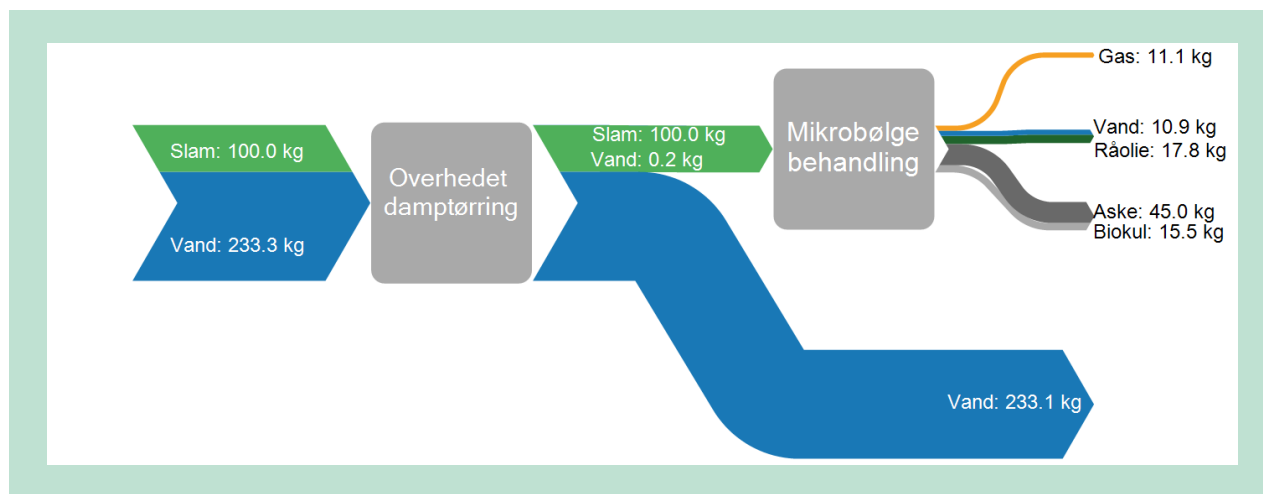 Slam: 100.0 kg
Vand: 233.3 kg
Overhedet
damptørring
Slam: 100.0 kg
Vand: 0.2 kg
Mikrobølge
behandling
Gas: 11.1 kg
Vand: 10.9 kg
Råolie: 17.8 kg
Aske: 45.0 kg
Biokul: 15.5 kg
Vand: 233.1 kg